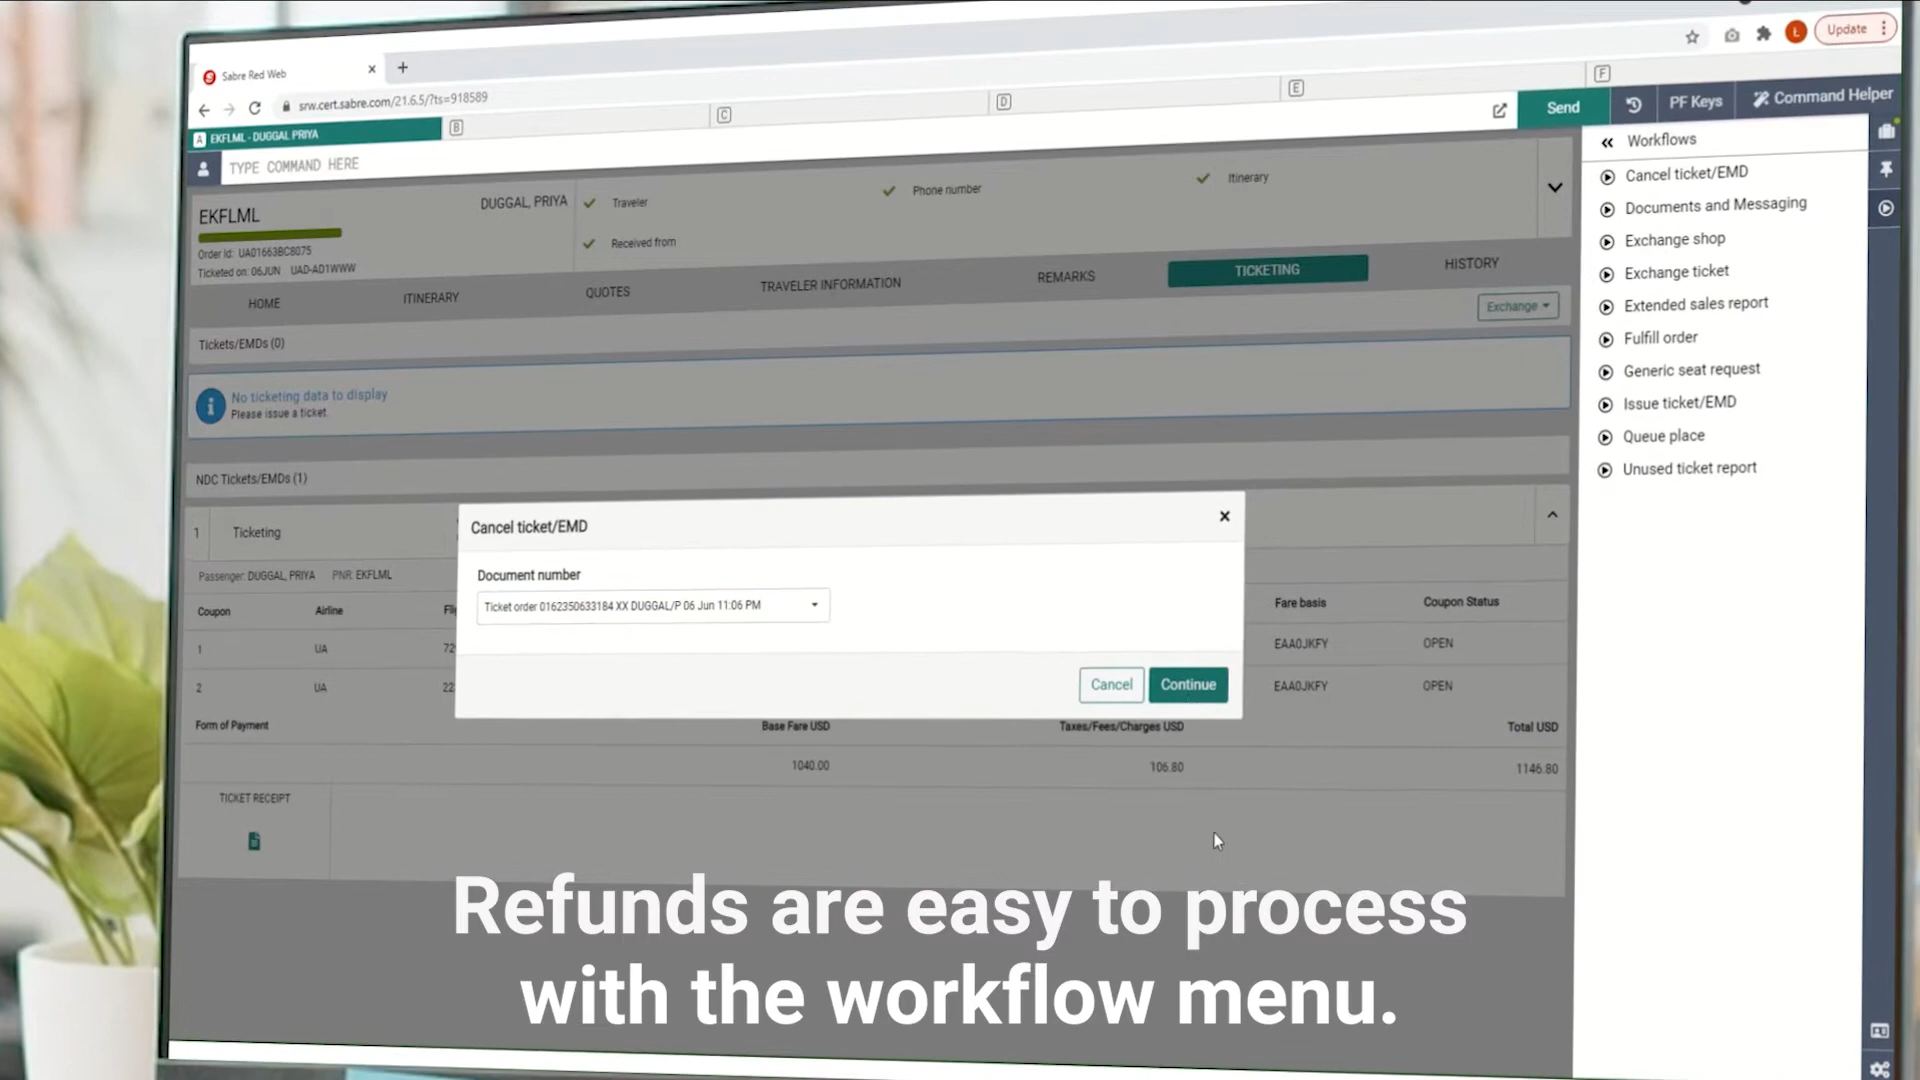 Sabre Red Web
Update
srw.cert.sabre.com/21.6.5/?ts=918589
A EKFLML - DUGGAL PRIYA
B
C
D
E
F
TYPE COMMAND HERE
Send
PF Keys
Command Helper
EKFLML
DUGGAL, PRIYA
Order Id: UA01663BC8075
Ticketed on: 06JUN UAD-AD1WWW
Traveler
Phone number
Itinerary
Received from
HOME
ITINERARY
QUOTES
TRAVELER INFORMATION
REMARKS
TICKETING
HISTORY
Exchange
Tickets/EMDs (0)
No ticketing data to display
Please issue a ticket.
NDC Tickets/EMDs (1)
1 Ticketing
Passenger: DUGGAL, PRIYA PNR: EKFLML
Coupon Airline Fare basis Coupon Status
1 UA 72 EAA0JKFY OPEN
2 UA 22 EAA0JKFY OPEN
Form of Payment Base Fare USD Taxes/Fees/Charges USD Total USD
1040.00 106.80 1146.80
TICKET RECEIPT
Cancel ticket/EMD
Document number
Ticket order 0162350633184 XX DUGGAL/P 06 Jun 11:06 PM
Cancel
Continue
Workflows
Cancel ticket/EMD
Documents and Messaging
Exchange shop
Exchange ticket
Extended sales report
Fulfill order
Generic seat request
Issue ticket/EMD
Queue place
Unused ticket report
Refunds are easy to process
with the workflow menu.